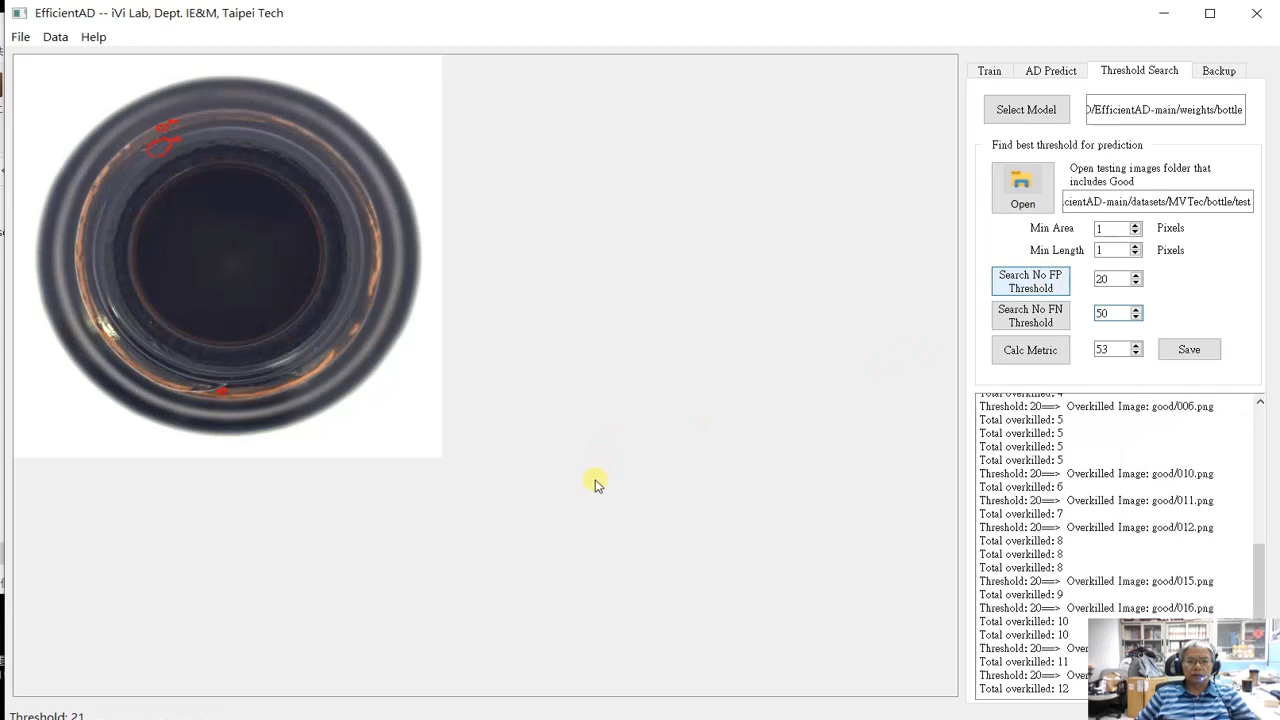 EfficientAD -- iVi Lab, Dept. IE&M, Taipei Tech
File Data Help
Train AD Predict Threshold Search Backup
Select Model
)/EfficientAD-main/weights/bottle
Find best threshold for prediction
Open
Open testing images folder that
includes Good
:cientAD-main/datasets/MVTec/bottle/test
Min Area 1 Pixels
Min Length 1 Pixels
Search No FP
Threshold
20
Search No FN
Threshold
50
Calc Metric 53 Save
Total overkilled: 4
Threshold: 20==> Overkilled Image: good/006.png
Total overkilled: 5
Total overkilled: 5
Total overkilled: 5
Total overkilled: 5
Threshold: 20==> Overkilled Image: good/010.png
Total overkilled: 6
Threshold: 20==> Overkilled Image: good/011.png
Total overkilled: 7
Threshold: 20==> Overkilled Image: good/012.png
Total overkilled: 8
Total overkilled: 8
Total overkilled: 8
Threshold: 20==> Overkilled Image: good/015.png
Total overkilled: 9
Threshold: 20==> Overkilled Image: good/016.png
Total overkilled: 10
Total overkilled: 10
Threshold: 20==> Ove
Total overkilled: 11
Threshold: 20==> Ove
Total overkilled: 12
Threshold: 21